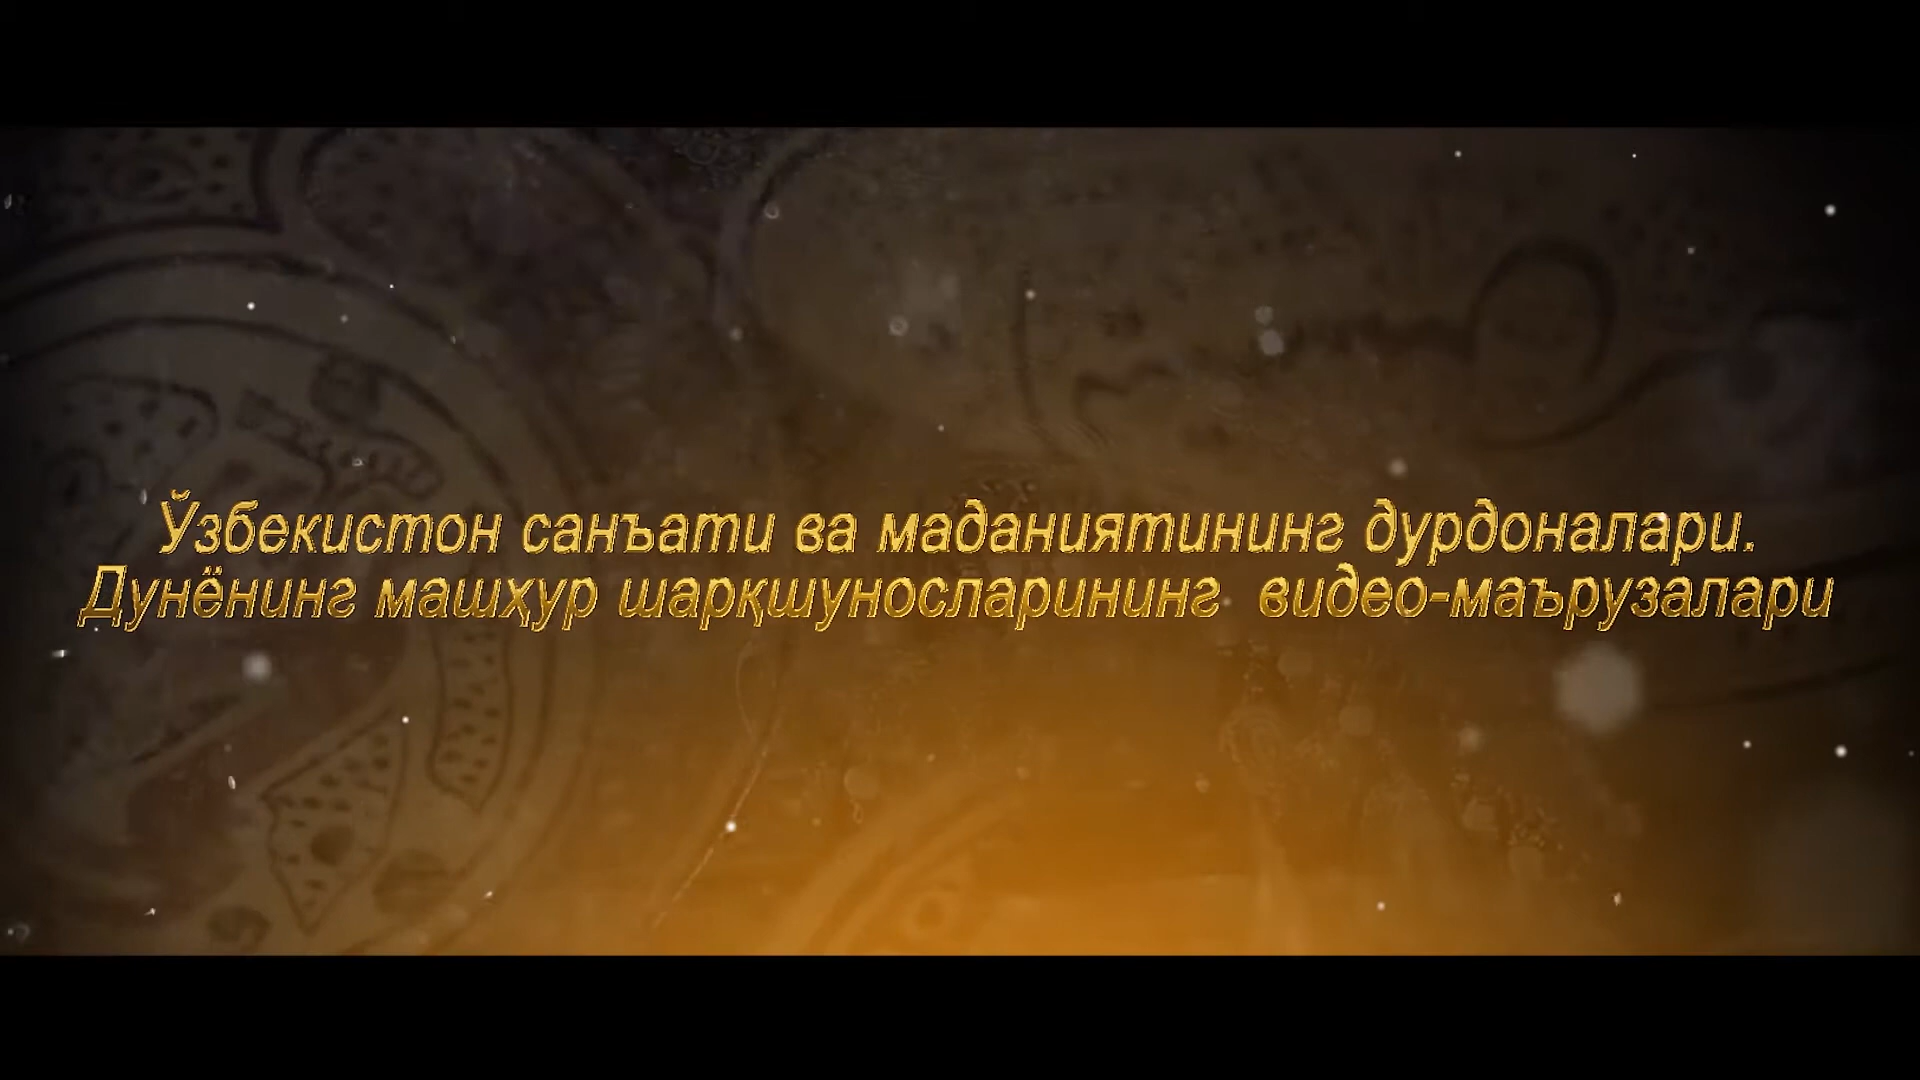 Ўзбекистон санъати ва маданиятининг дурдоналари.
Дунёнинг машҳур шарқшуносларининг видео-маърузалари